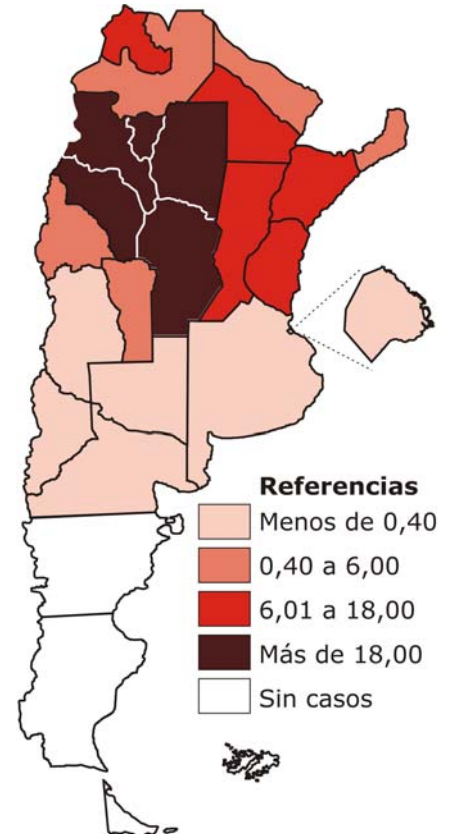 Referencias
Menos de 0,40
0,40 a 6,00
6,01 a 18,00
Más de 18,00
Sin casos